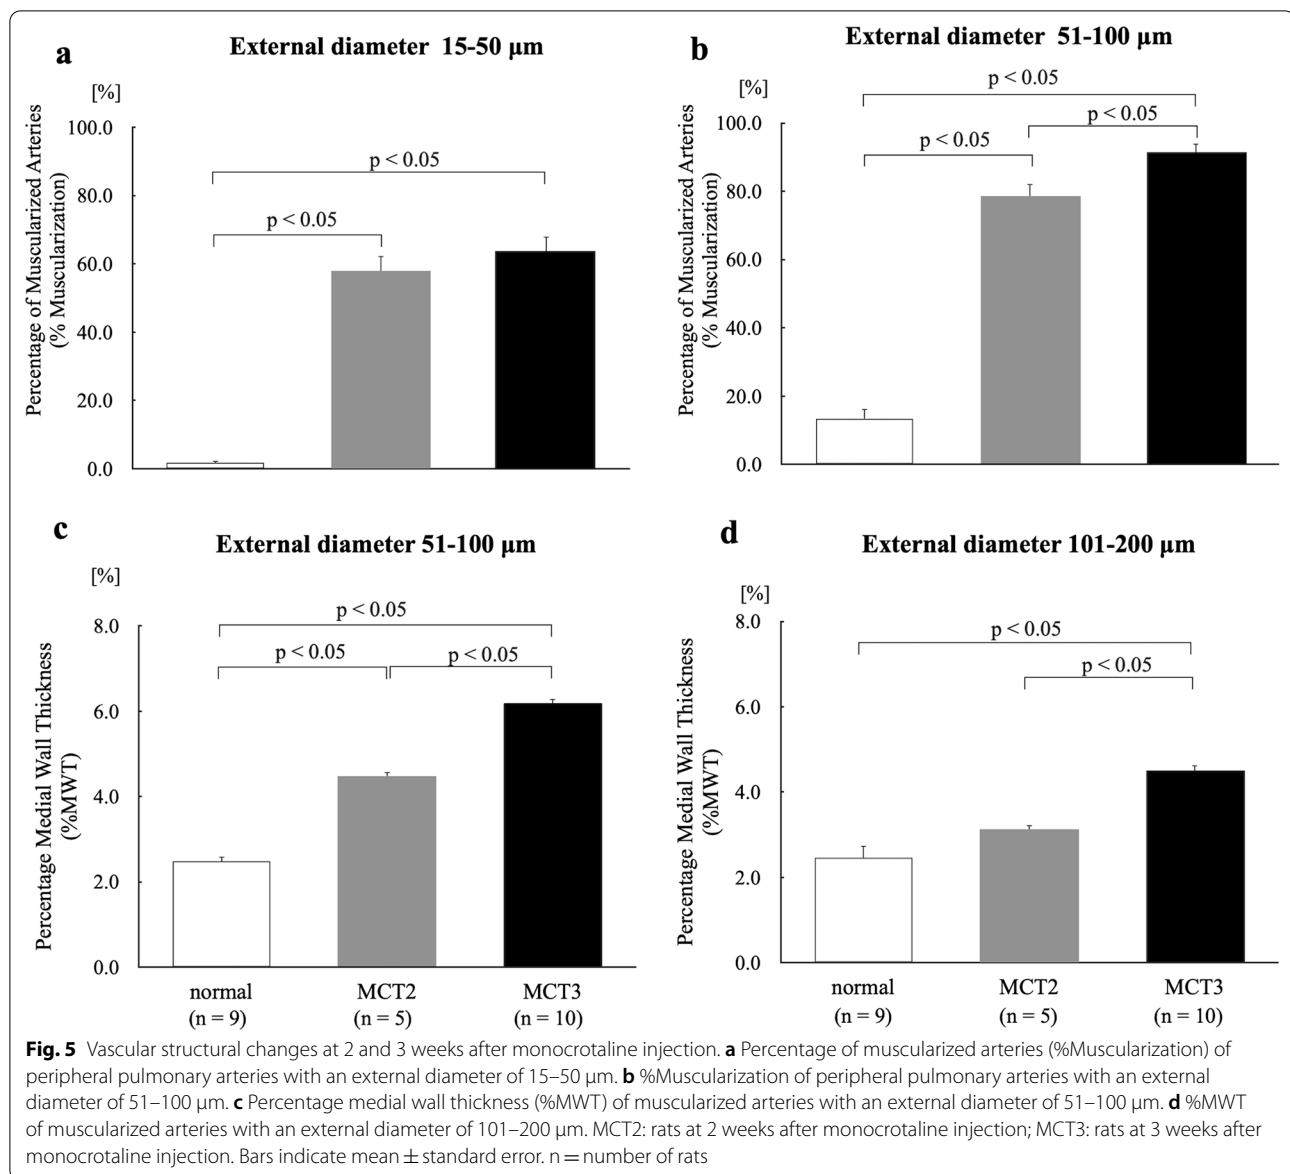 a
External diameter 15-50 μm
[%]
Percentage of Muscularized Arteries
(% Muscularization)
100.0
80.0
60.0
40.0
20.0
0.0
p < 0.05
p < 0.05
b
External diameter 51-100 μm
[%]
Percentage of Muscularized Arteries
(% Muscularization)
100.0
80.0
60.0
40.0
20.0
0.0
p < 0.05
p < 0.05
p < 0.05
c
External diameter 51-100 μm
[%]
Percentage Medial Wall Thickness
(%MWT)
8.0
6.0
4.0
2.0
0.0
p < 0.05
p < 0.05
p < 0.05
normal
(n = 9)
MCT2
(n = 5)
MCT3
(n = 10)
d
External diameter 101-200 μm
[%]
Percentage Medial Wall Thickness
(%MWT)
8.0
6.0
4.0
2.0
0.0
p < 0.05
p < 0.05
normal
(n = 9)
MCT2
(n = 5)
MCT3
(n = 10)
Fig. 5 Vascular structural changes at 2 and 3 weeks after monocrotaline injection. a Percentage of muscularized arteries (%Muscularization) of
peripheral pulmonary arteries with an external diameter of 15–50 μm. b %Muscularization of peripheral pulmonary arteries with an external
diameter of 51–100 μm. c Percentage medial wall thickness (%MWT) of muscularized arteries with an external diameter of 51–100 μm. d %MWT
of muscularized arteries with an external diameter of 101–200 μm. MCT2: rats at 2 weeks after monocrotaline injection; MCT3: rats at 3 weeks after
monocrotaline injection. Bars indicate mean ± standard error. n = number of rats